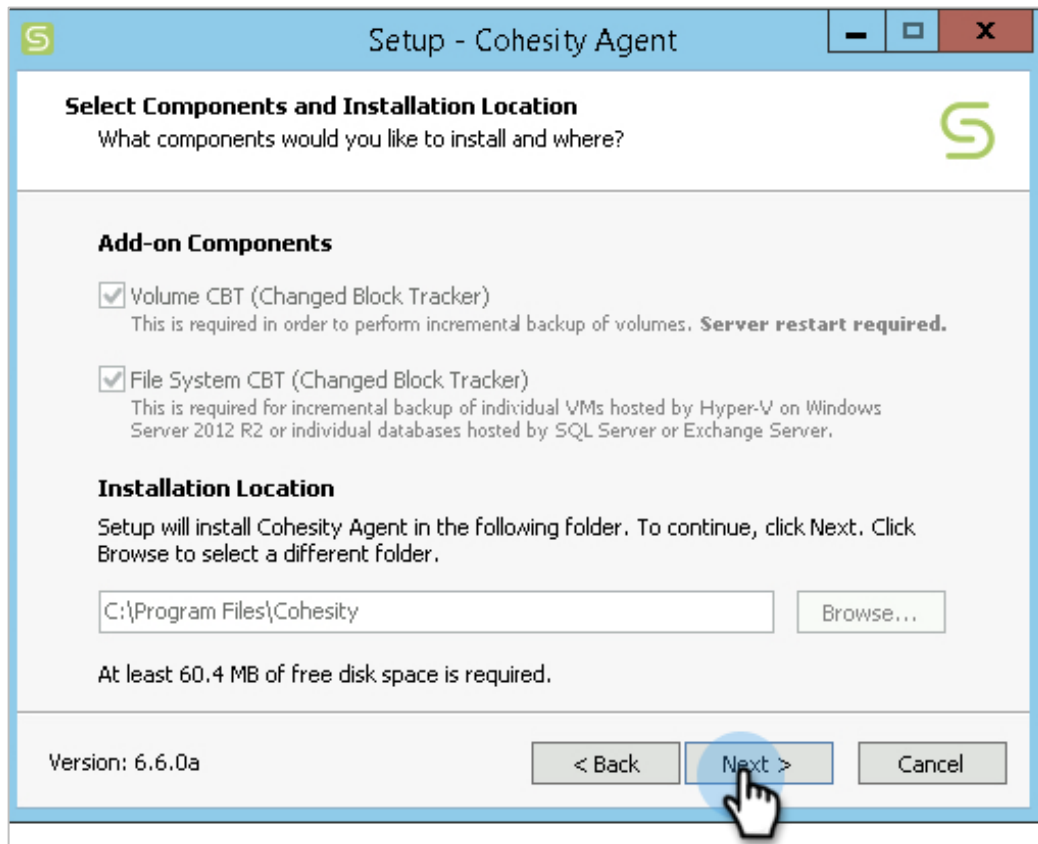 Setup - Cohesity Agent
Select Components and Installation Location
What components would you like to install and where?
Add-on Components
Volume CBT (Changed Block Tracker)
This is required in order to perform incremental backup of volumes. Server restart required.
File System CBT (Changed Block Tracker)
This is required for incremental backup of individual VMs hosted by Hyper-V on Windows
Server 2012 R2 or individual databases hosted by SQL Server or Exchange Server.
Installation Location
Setup will install Cohesity Agent in the following folder. To continue, click Next. Click
Browse to select a different folder.
C:\Program Files\Cohesity
Browse...
At least 60.4 MB of free disk space is required.
Version: 6.6.0a
< Back
Next >
Cancel